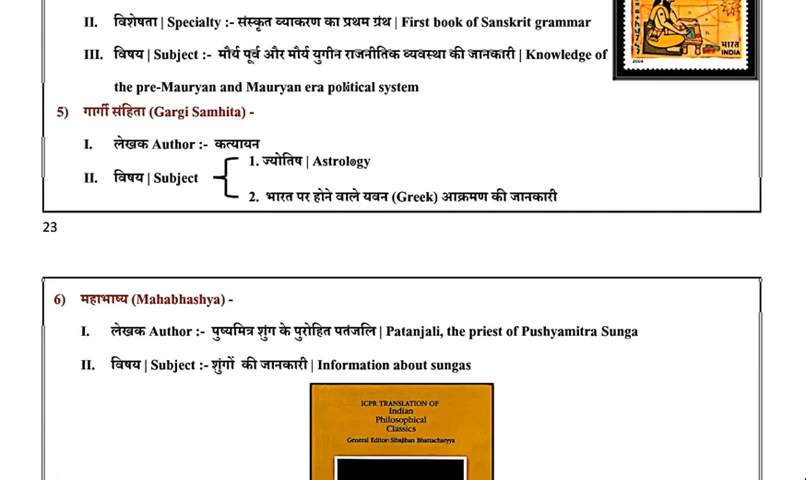 II. विशेषता | Specialty :- संस्कृत व्याकरण का प्रथम ग्रंथ | First book of Sanskrit grammar
III. विषय | Subject :- मौर्य पूर्व और मौर्य युगीन राजनीतिक व्यवस्था की जानकारी | Knowledge of
the pre-Mauryan and Mauryan era political system
भारत
INDIA
2004
5) गार्गी संहिता (Gargi Samhita) -
I. लेखक Author :- कत्यायन
II. विषय | Subject
1. ज्योतिष | Astrology
2. भारत पर होने वाले यवन (Greek) आक्रमण की जानकारी
23
6) महाभाष्य (Mahabhashya) -
I. लेखक Author :- पुष्यमित्र शुंग के पुरोहित पतंजलि | Patanjali, the priest of Pushyamitra Sunga
II. विषय | Subject :- शुंगों की जानकारी | Information about sungas
ICPR TRANSLATION OF
Indian
Philosophical
Classics
General Editor: Sibajiban Bhattacharyya